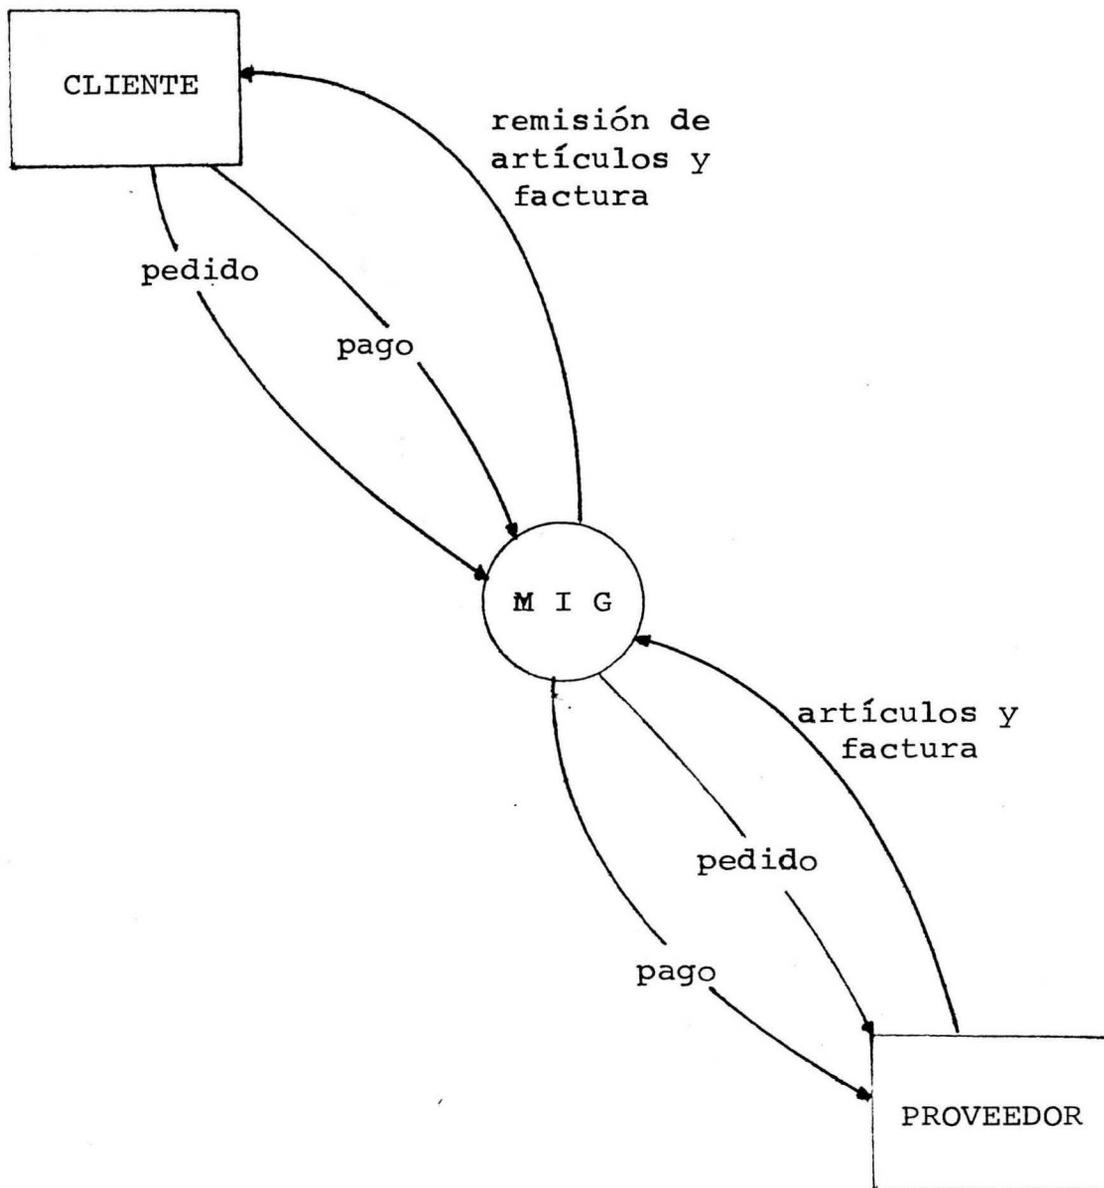 CLIENTE
remisión de
artículos y
factura
pedido
pago
M I G
artículos y
factura
pedido
pago
PROVEEDOR